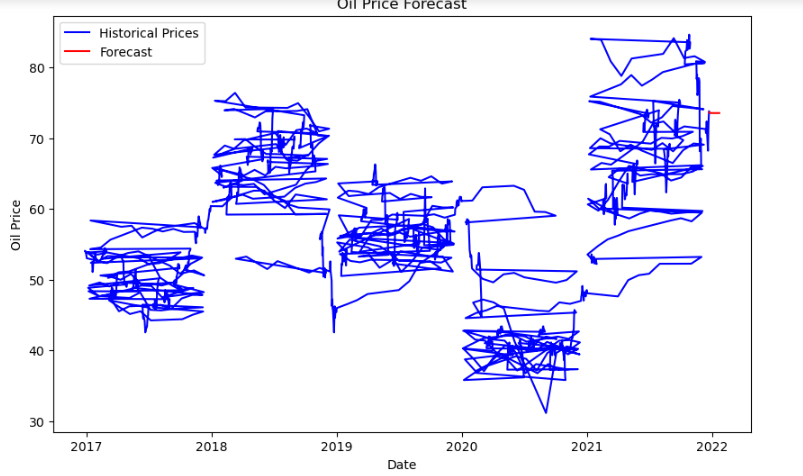 Oil Price Forecast
Historical Prices
Forecast
Oil Price
80
70
60
50
40
30
2017 2018 2019 2020 2021 2022
Date